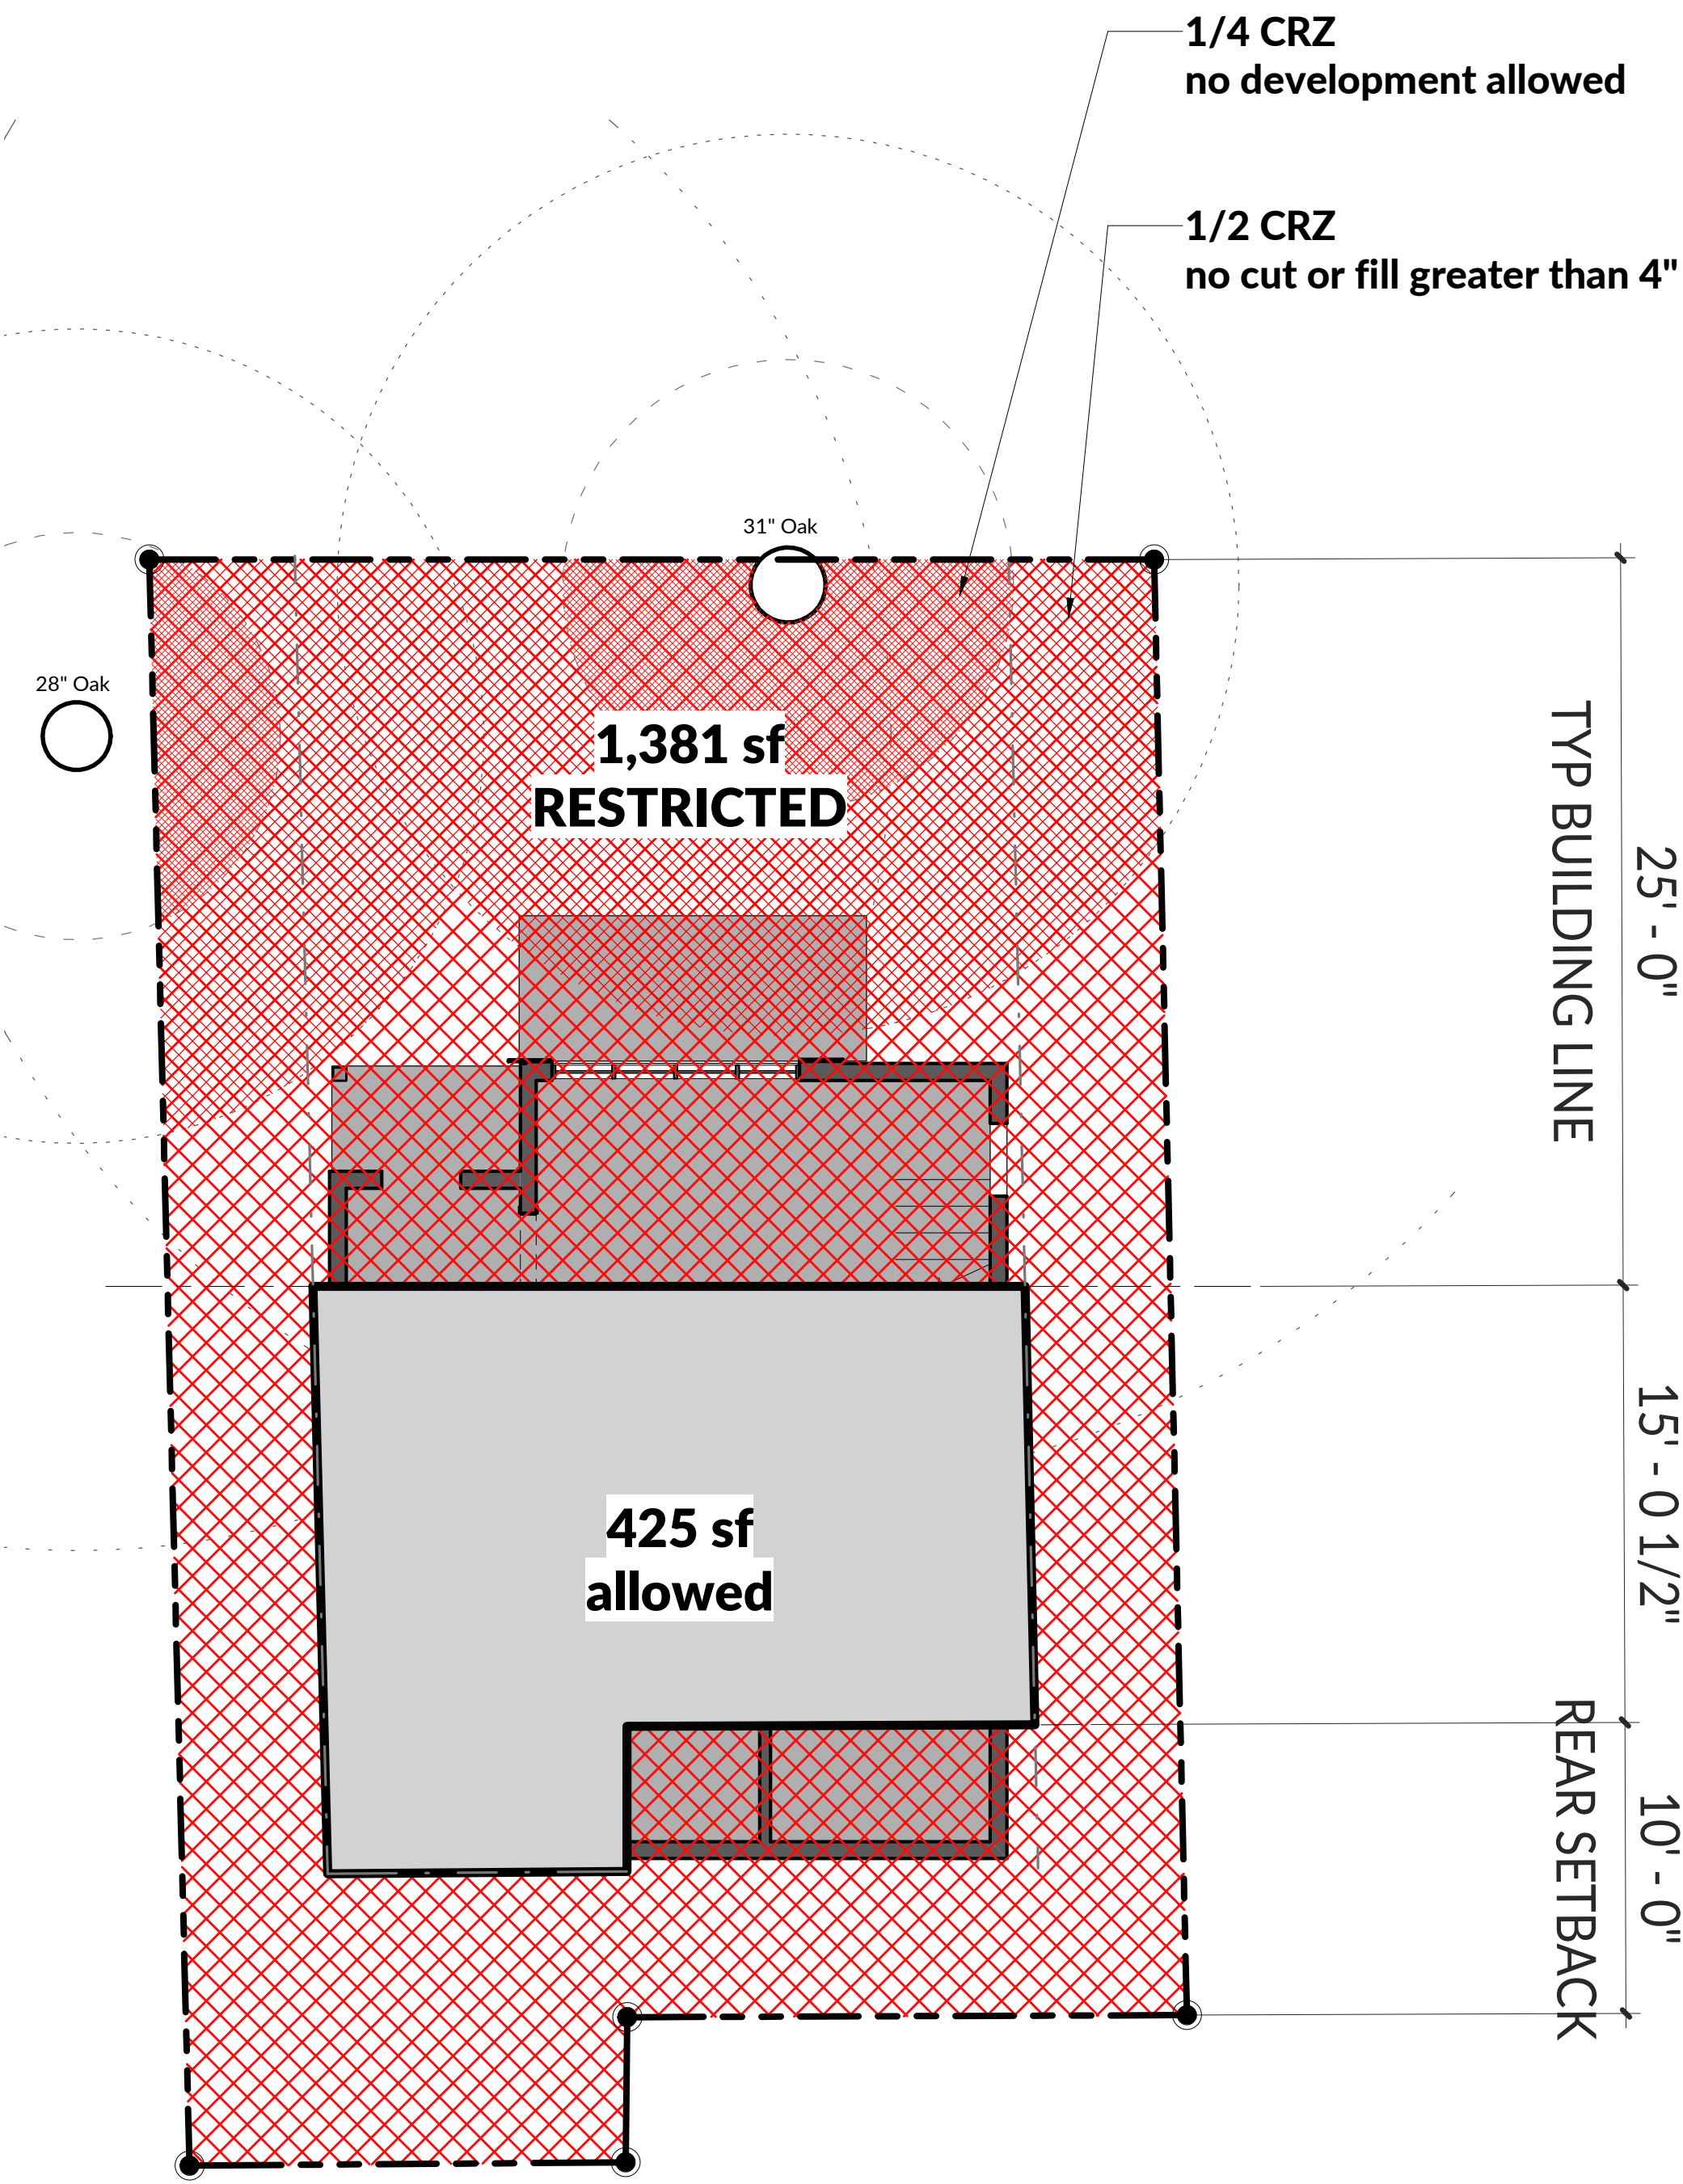 1/4 CRZ
no development allowed
1/2 CRZ
no cut or fill greater than 4"
31" Oak
28" Oak
1,381 sf
RESTRICTED
TYP BUILDING LINE
25' - 0"
15' - 0 1/2"
425 sf
allowed
REAR SETBACK
10' - 0"